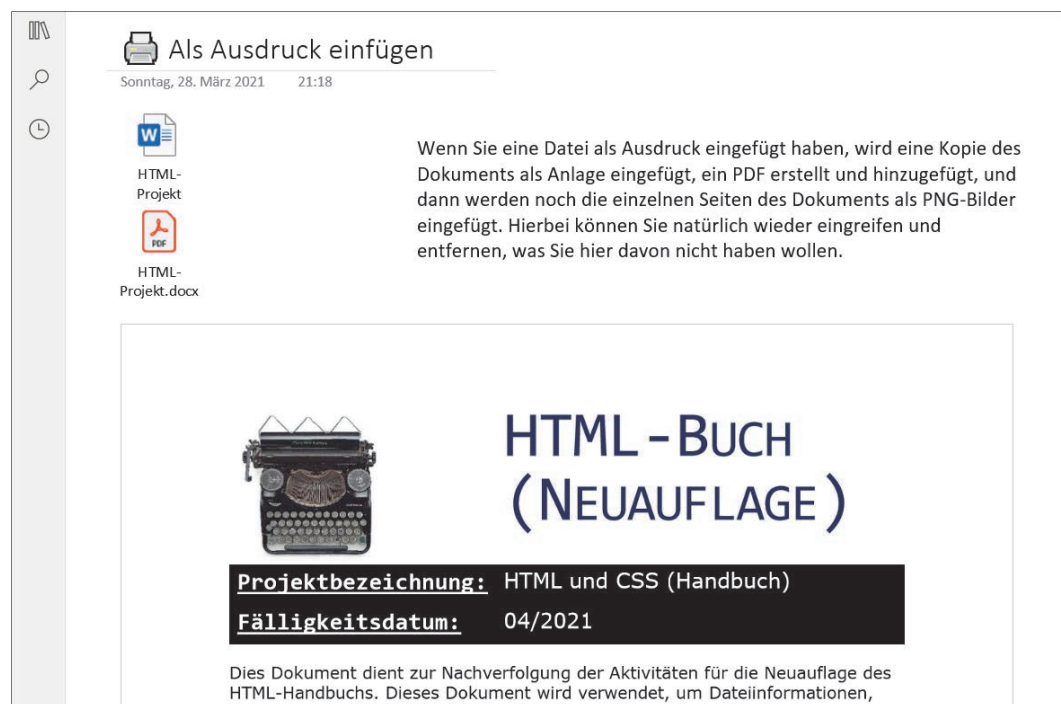 Als Ausdruck einfügen
Sonntag, 28. März 2021 21:18
W
HTML-
Projekt
PDF
HTML-
Projekt.docx
Wenn Sie eine Datei als Ausdruck eingefügt haben, wird eine Kopie des
Dokuments als Anlage eingefügt, ein PDF erstellt und hinzugefügt, und
dann werden noch die einzelnen Seiten des Dokuments als PNG-Bilder
eingefügt. Hierbei können Sie natürlich wieder eingreifen und
entfernen, was Sie hier davon nicht haben wollen.
HTML-BUCH
(NEUAUFLAGE)
Projektbezeichnung: HTML und CSS (Handbuch)
Fälligkeitsdatum: 04/2021
Dies Dokument dient zur Nachverfolgung der Aktivitäten für die Neuauflage des
HTML-Handbuchs. Dieses Dokument wird verwendet, um Dateiinformationen,